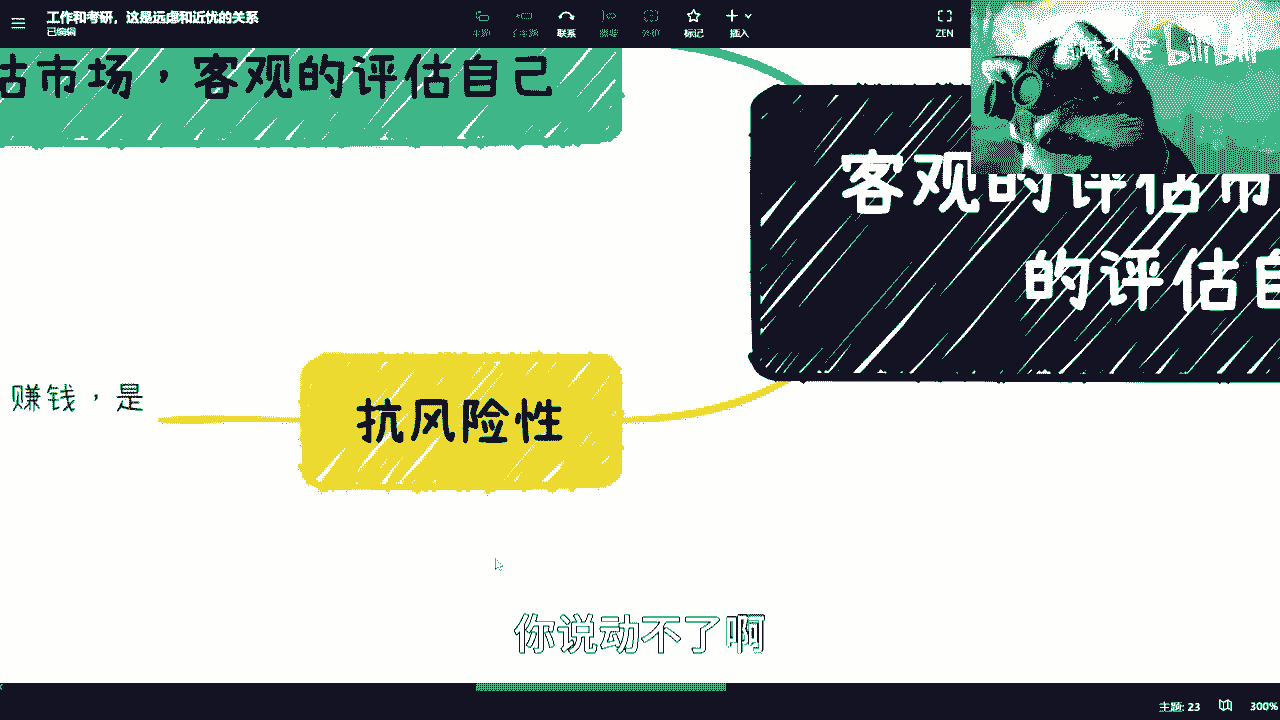 工作和考研，这是远虑和近忧的关系
已编辑
主题
子主题
联系
概要
外框
标记
插入
ZEN
估市场，客观的评估自己
客观的评估市
的评估自
赚钱，是
抗风险性
你说动不了啊
主题: 23
300%